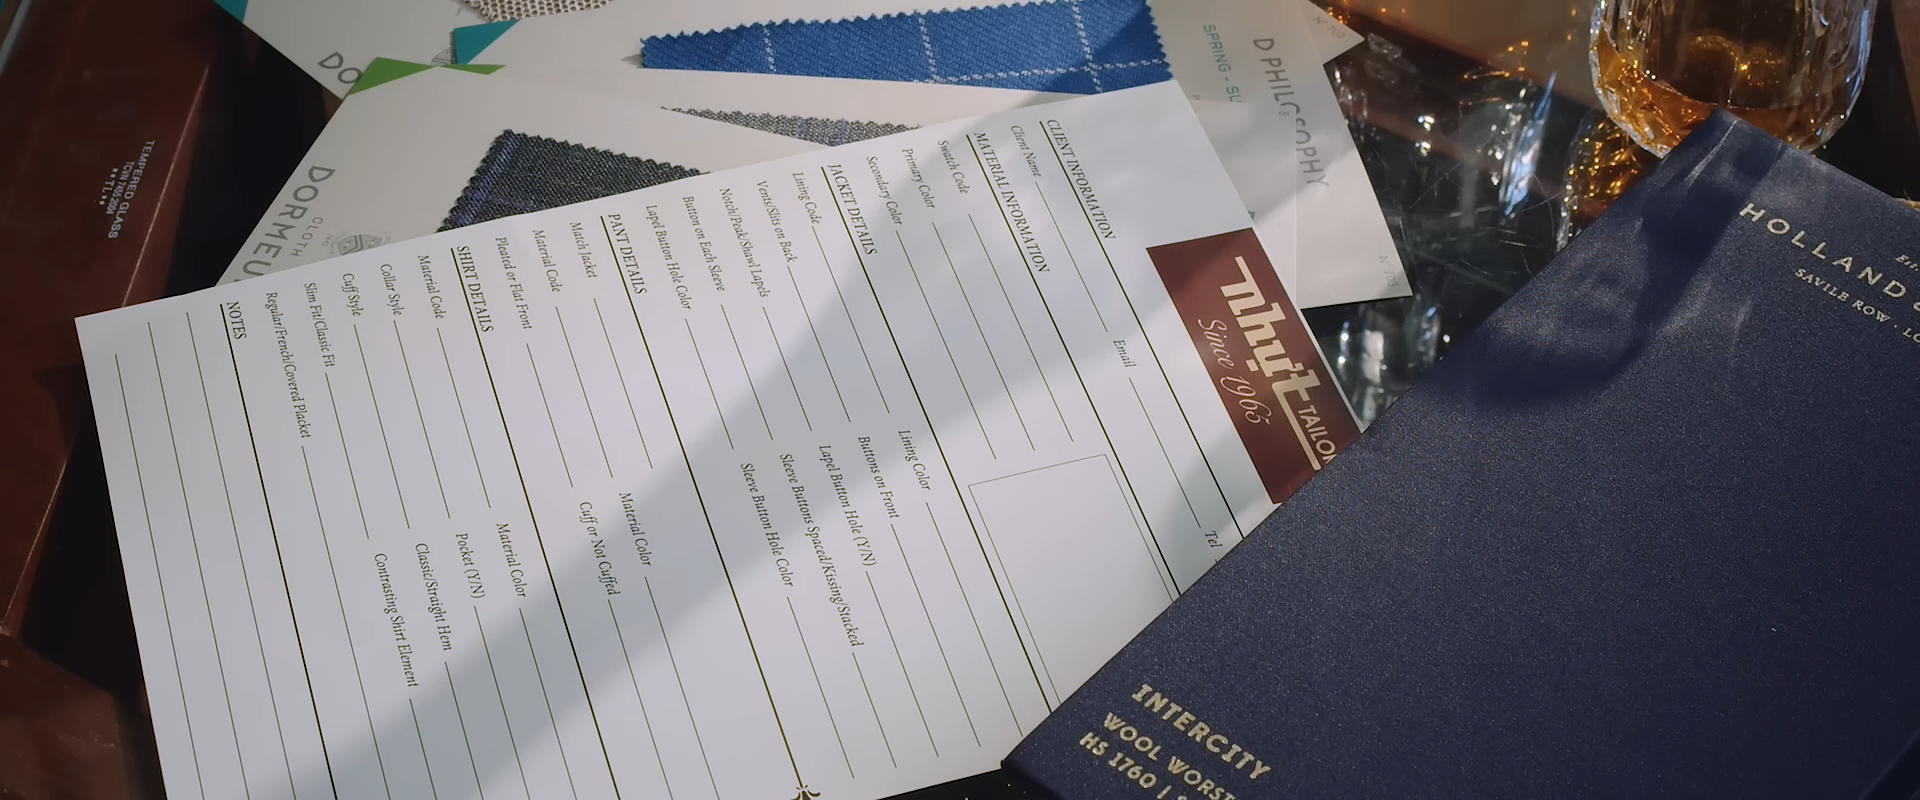 TEMPERED GLASS
DORMEU
CLOTH
D PHILOSOPHY
SPRING - SU
N° 703
N° 703
nhut TAILOR
Since 1965
CLIENT INFORMATION
Client Name
Email
Tel
MATERIAL INFORMATION
Swatch Code
Primary Color
Secondary Color
JACKET DETAILS
Lining Code
Lining Color
Vents/Slits on Back
Buttons on Front
Notch/Peak/Shawl Lapels
Lapel Button Hole (Y/N)
Button on Each Sleeve
Sleeve Buttons Spaced/Kissing/Stacked
Lapel Button Hole Color
Sleeve Button Hole Color
PANT DETAILS
Match Jacket
Material Color
Material Code
Cuff or Not Cuffed
Pleated or Flat Front
SHIRT DETAILS
Material Code
Material Color
Collar Style
Pocket (Y/N)
Cuff Style
Classic/Straight Hem
Slim Fit/Classic Fit
Contrasting Shirt Element
Regular/French/Covered Placket
NOTES
HOLLAND &
SAVILE ROW · LO
INTERCITY
WOOL WORST
HS 1760 |